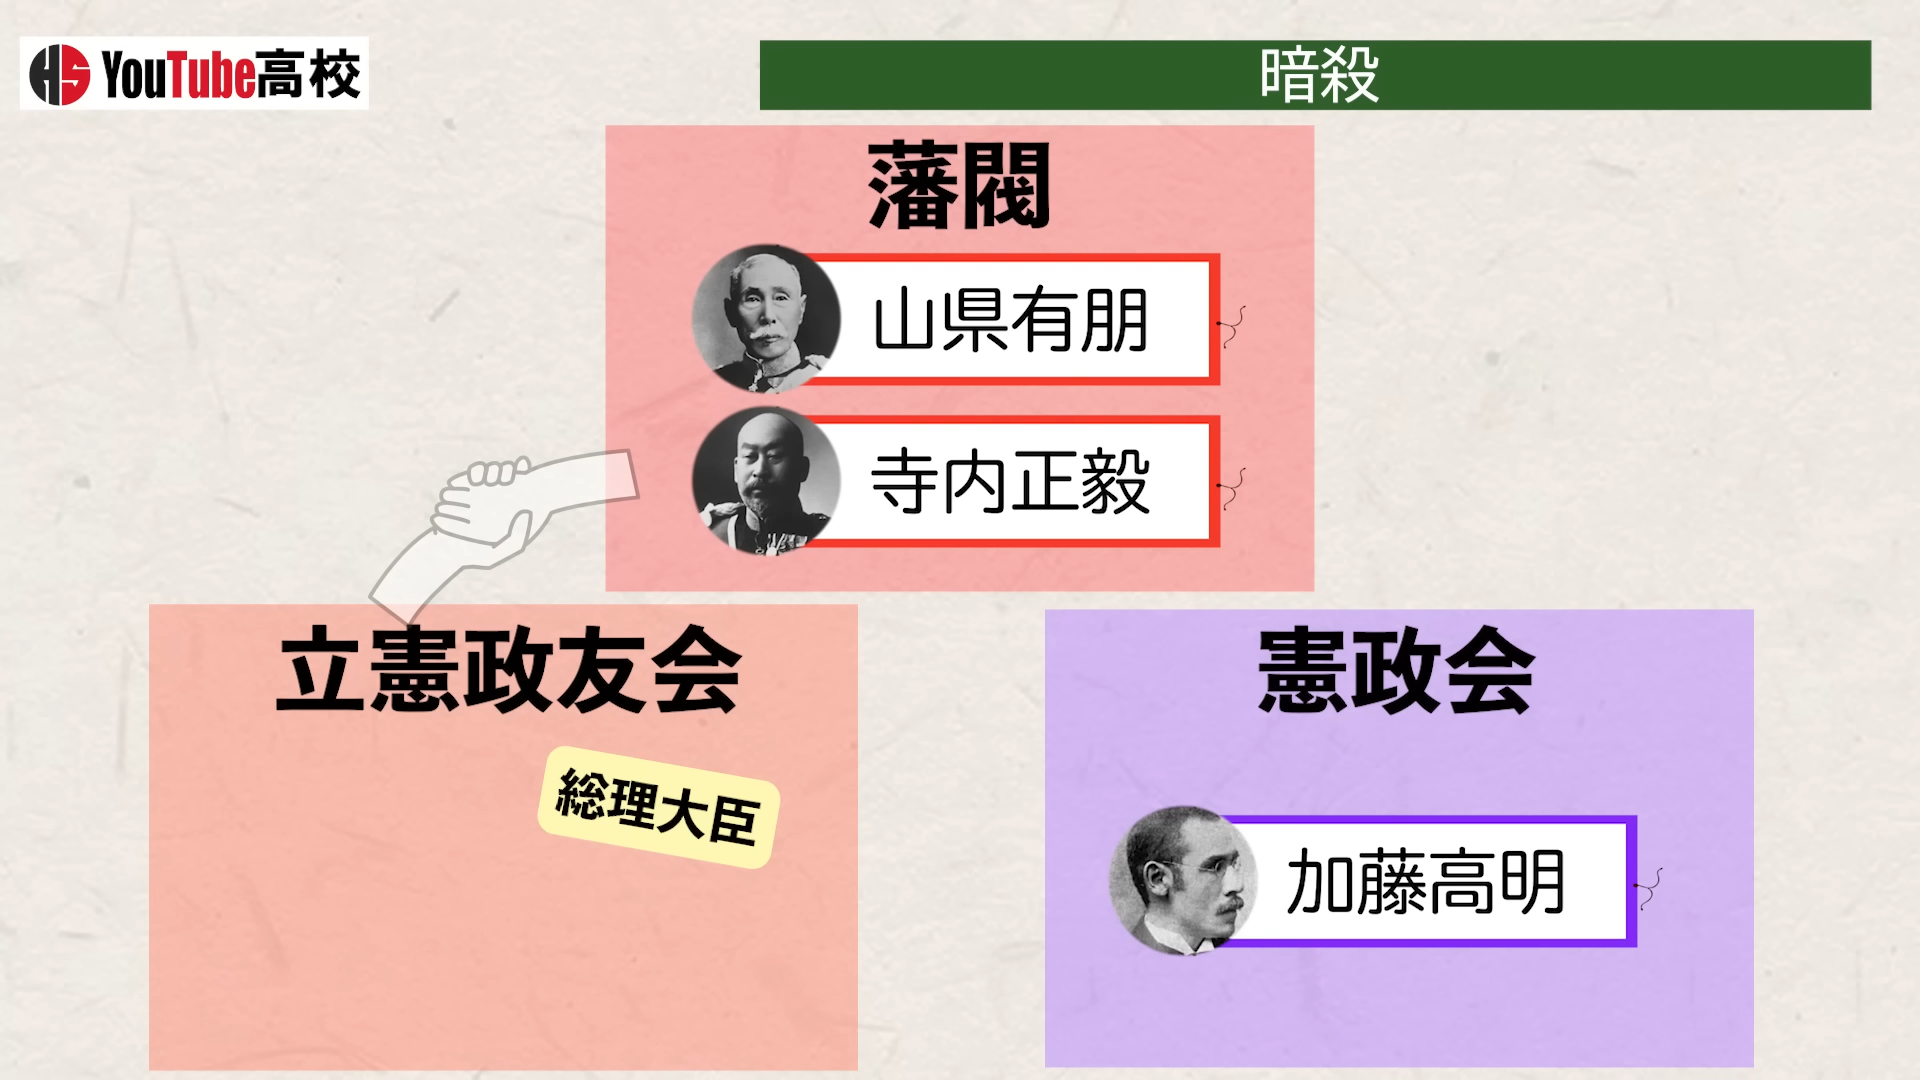 HS YouTube高校
暗殺
藩閥
山県有朋
寺内正毅
立憲政友会
総理大臣
憲政会
加藤高明